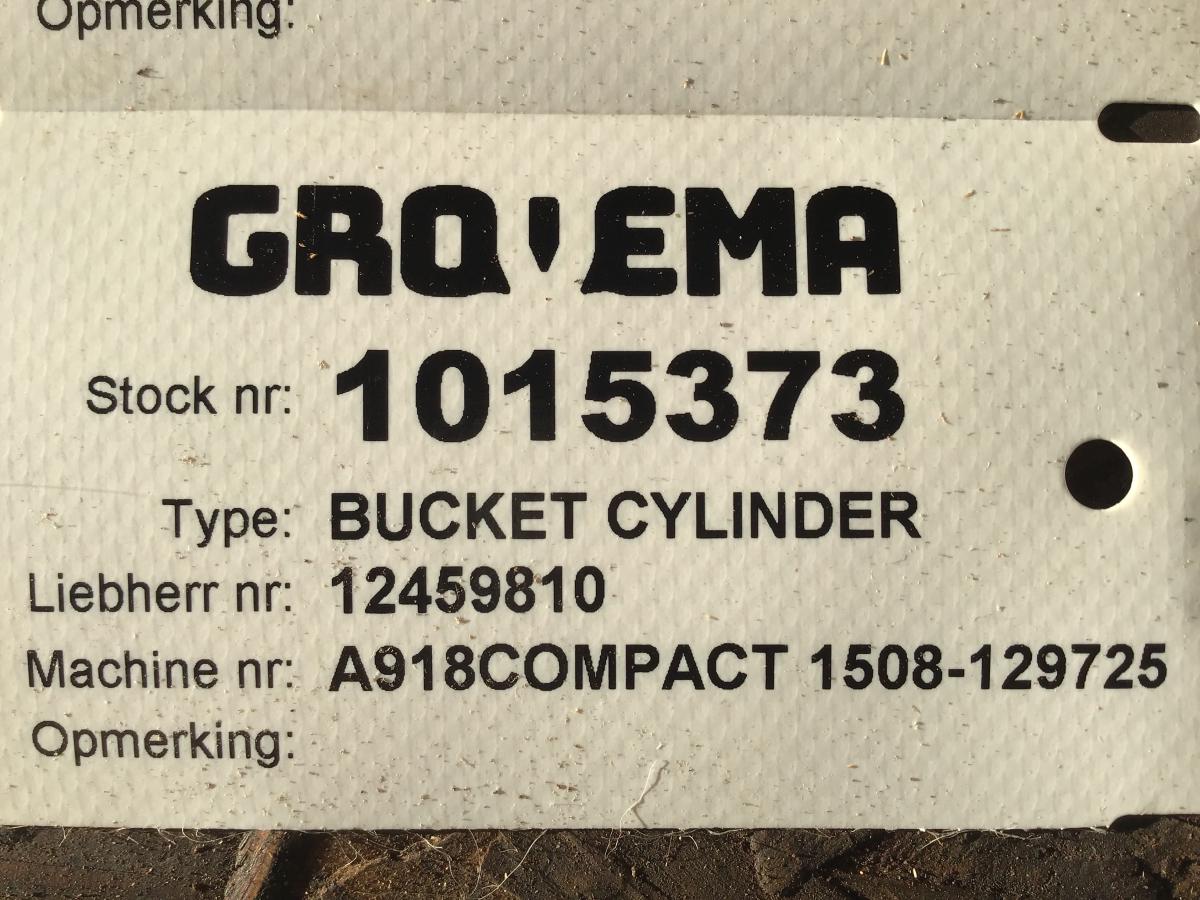 Opmerking:
GRO'EMA
Stock nr: 1015373
Type: BUCKET CYLINDER
Liebherr nr: 12459810
Machine nr: A918COMPACT 1508-129725
Opmerking: